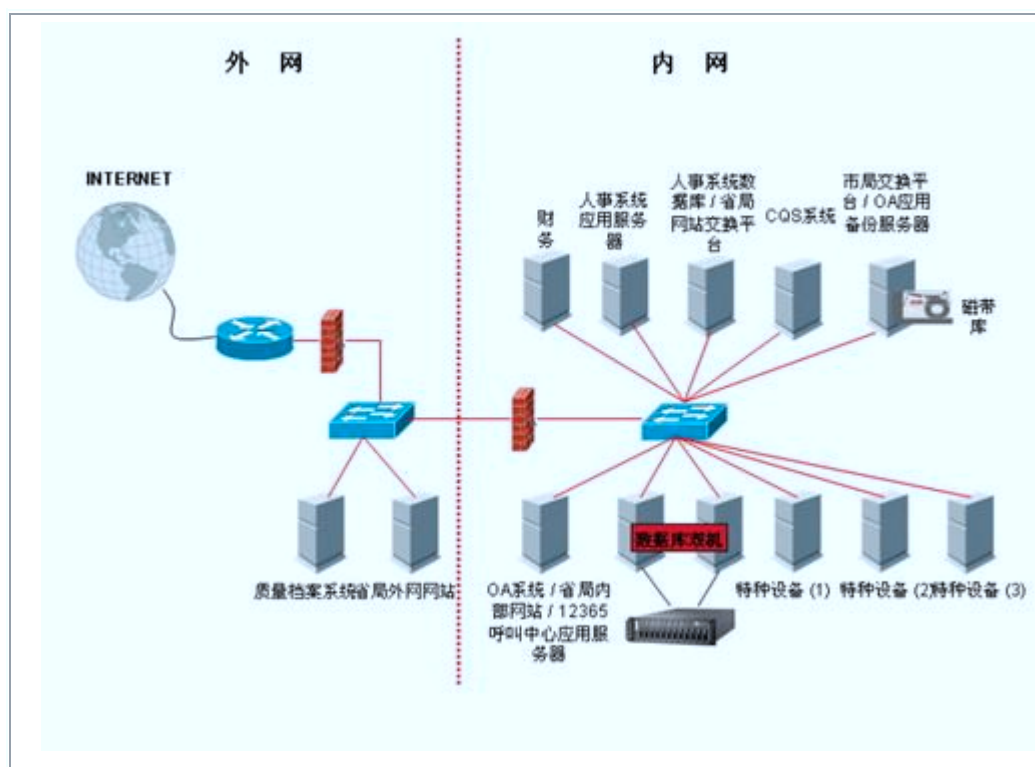 外 网
内 网
INTERNET
财
务
人事系统
应用服务
器
人事系统数
据库 / 省局
网站交换平
台
CQS系统
市局交换平
台 / OA应用
备份服务器
磁带
库
质量档案系统
省局外网网站
OA系统 / 省局内
部网站 / 12365
呼叫中心应用服
务器
数据库双机
特种设备 (1)
特种设备 (2)
特种设备 (3)